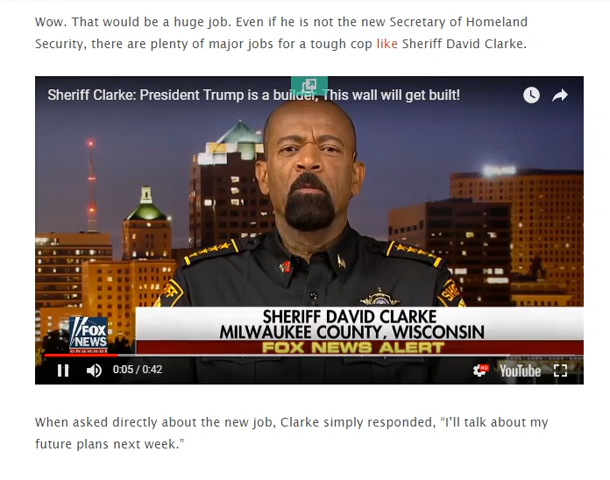 Wow. That would be a huge job. Even if he is not the new Secretary of Homeland
Security, there are plenty of major jobs for a tough cop like Sheriff David Clarke.
Sheriff Clarke: President Trump is a builder, This wall will get built!
SHERIFF DAVID CLARKE
MILWAUKEE COUNTY, WISCONSIN
FOX NEWS ALERT
FOX
NEWS
channel
0:05 / 0:42
HD
YouTube
When asked directly about the new job, Clarke simply responded, “I’ll talk about my
future plans next week.”